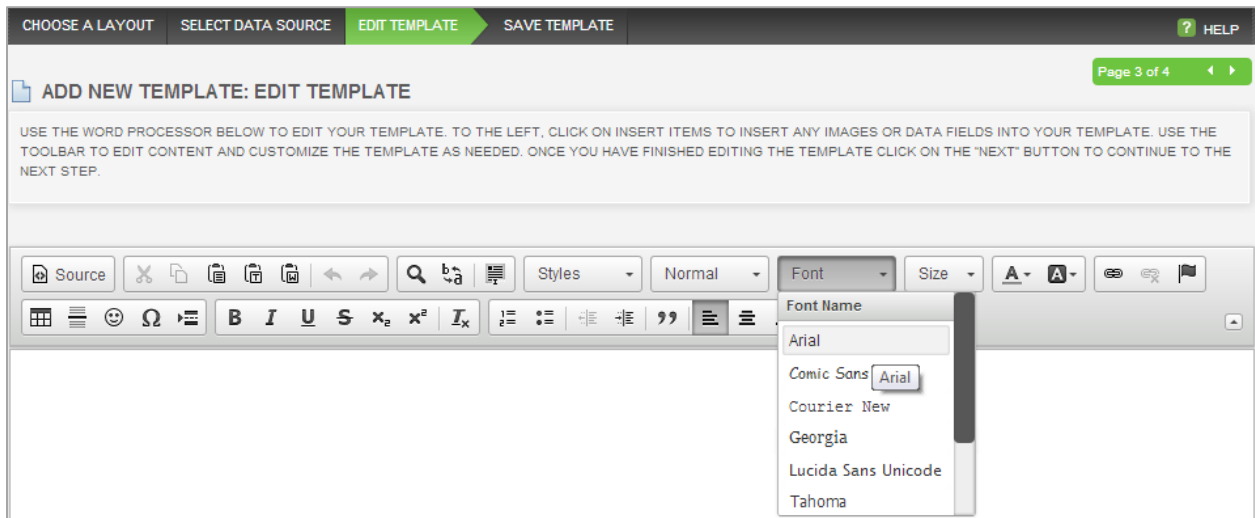 CHOOSE A LAYOUT SELECT DATA SOURCE EDIT TEMPLATE SAVE TEMPLATE ? HELP
Page 3 of 4
ADD NEW TEMPLATE: EDIT TEMPLATE
USE THE WORD PROCESSOR BELOW TO EDIT YOUR TEMPLATE. TO THE LEFT, CLICK ON INSERT ITEMS TO INSERT ANY IMAGES OR DATA FIELDS INTO YOUR TEMPLATE. USE THE
TOOLBAR TO EDIT CONTENT AND CUSTOMIZE THE TEMPLATE AS NEEDED. ONCE YOU HAVE FINISHED EDITING THE TEMPLATE CLICK ON THE "NEXT" BUTTON TO CONTINUE TO THE
NEXT STEP.
Source Styles Normal Font Size A A
Ω B I U S x₂ x² Iₓ
Font Name
Arial
Comic Sans
Arial
Courier New
Georgia
Lucida Sans Unicode
Tahoma